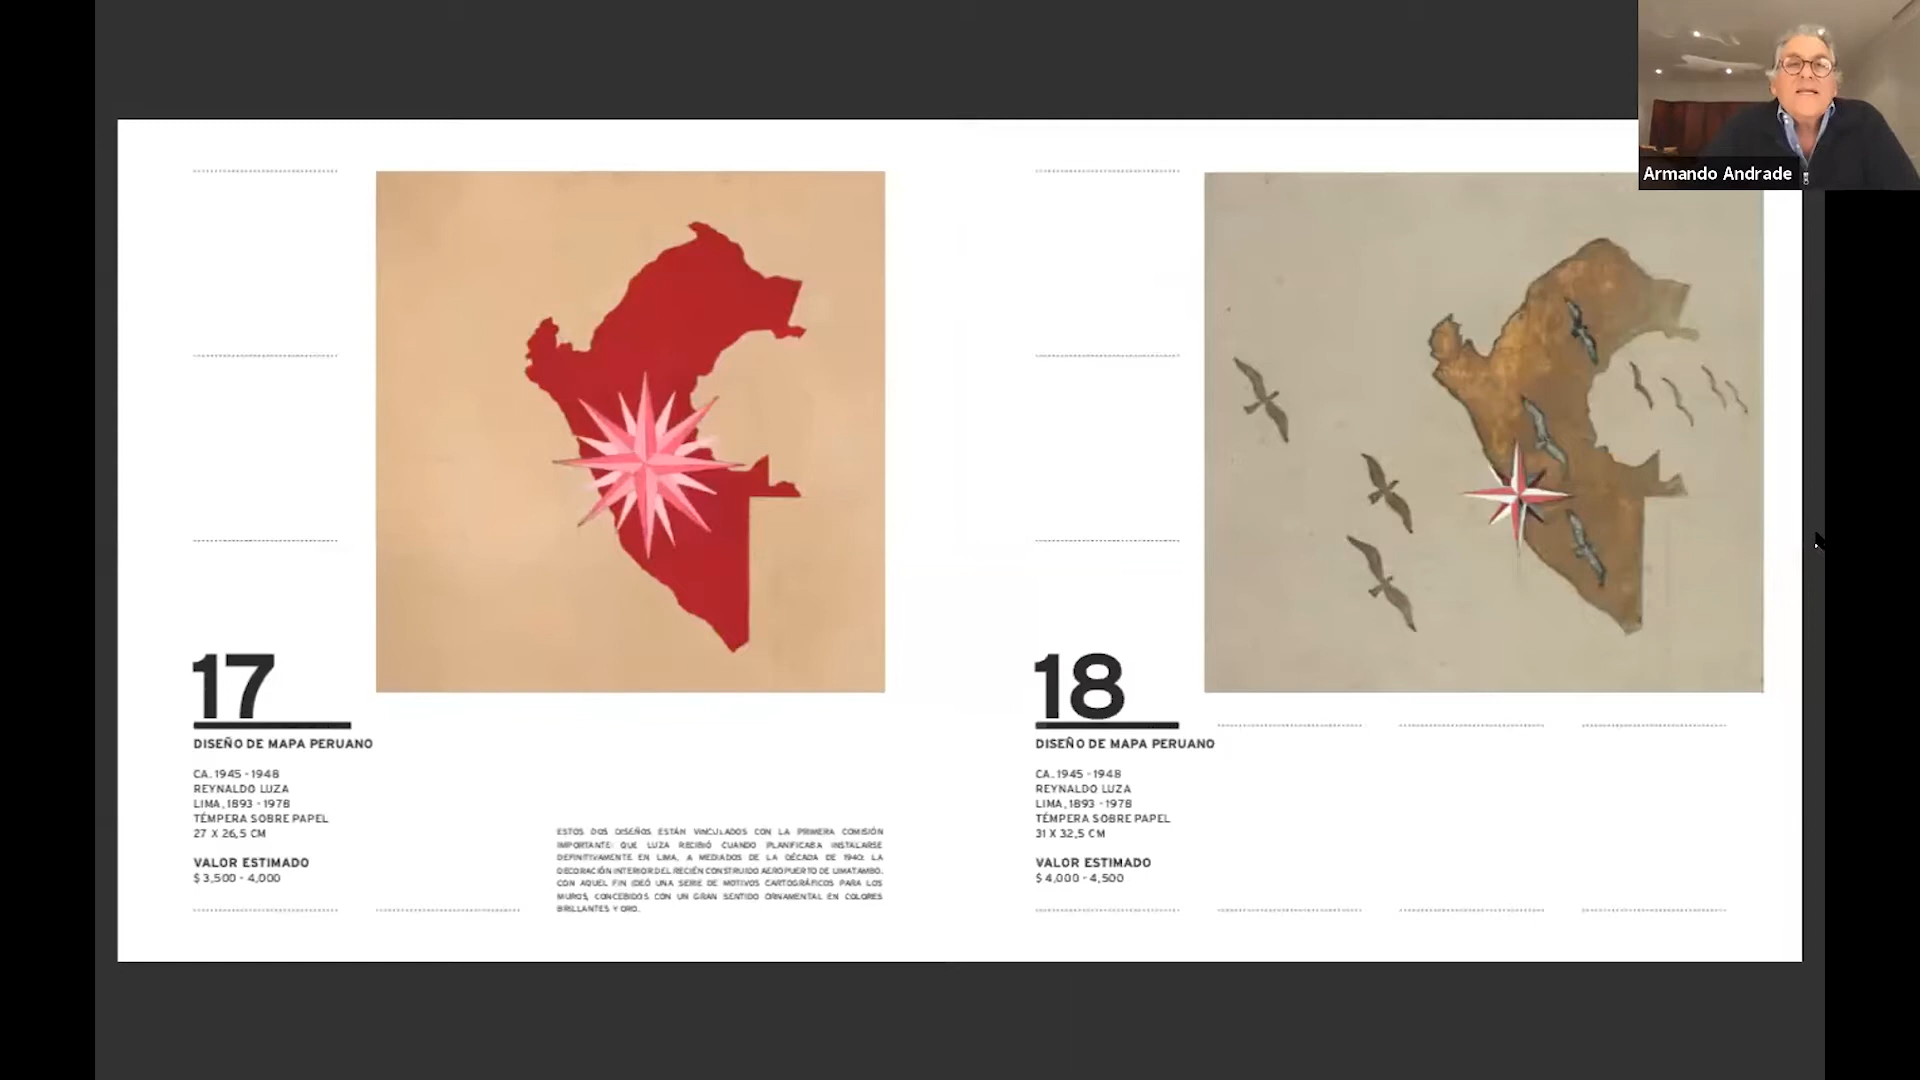 Armando Andrade
17
DISEÑO DE MAPA PERUANO
CA. 1945 - 1948
REYNALDO LUZA
LIMA, 1893 - 1978
TÉMPERA SOBRE PAPEL
27 X 26,5 CM
VALOR ESTIMADO
$ 3,500 - 4,000
ESTOS DOS DISEÑOS ESTÁN VINCULADOS CON LA PRIMERA COMISIÓN
IMPORTANTE QUE LUZA RECIBIÓ CUANDO PLANIFICABA INSTALARSE
DEFINITIVAMENTE EN LIMA, A MEDIADOS DE LA DÉCADA DE 1940: LA
DECORACIÓN INTERIOR DEL RECIÉN CONSTRUIDO AEROPUERTO DE LIMATAMBO.
CON AQUEL FIN IDEÓ UNA SERIE DE MOTIVOS CARTOGRÁFICOS PARA LOS
MUROS, CONCEBIDOS CON UN GRAN SENTIDO ORNAMENTAL EN COLORES
BRILLANTES Y ORO.
18
DISEÑO DE MAPA PERUANO
CA. 1945 - 1948
REYNALDO LUZA
LIMA, 1893 - 1978
TÉMPERA SOBRE PAPEL
31 X 32,5 CM
VALOR ESTIMADO
$ 4,000 - 4,500